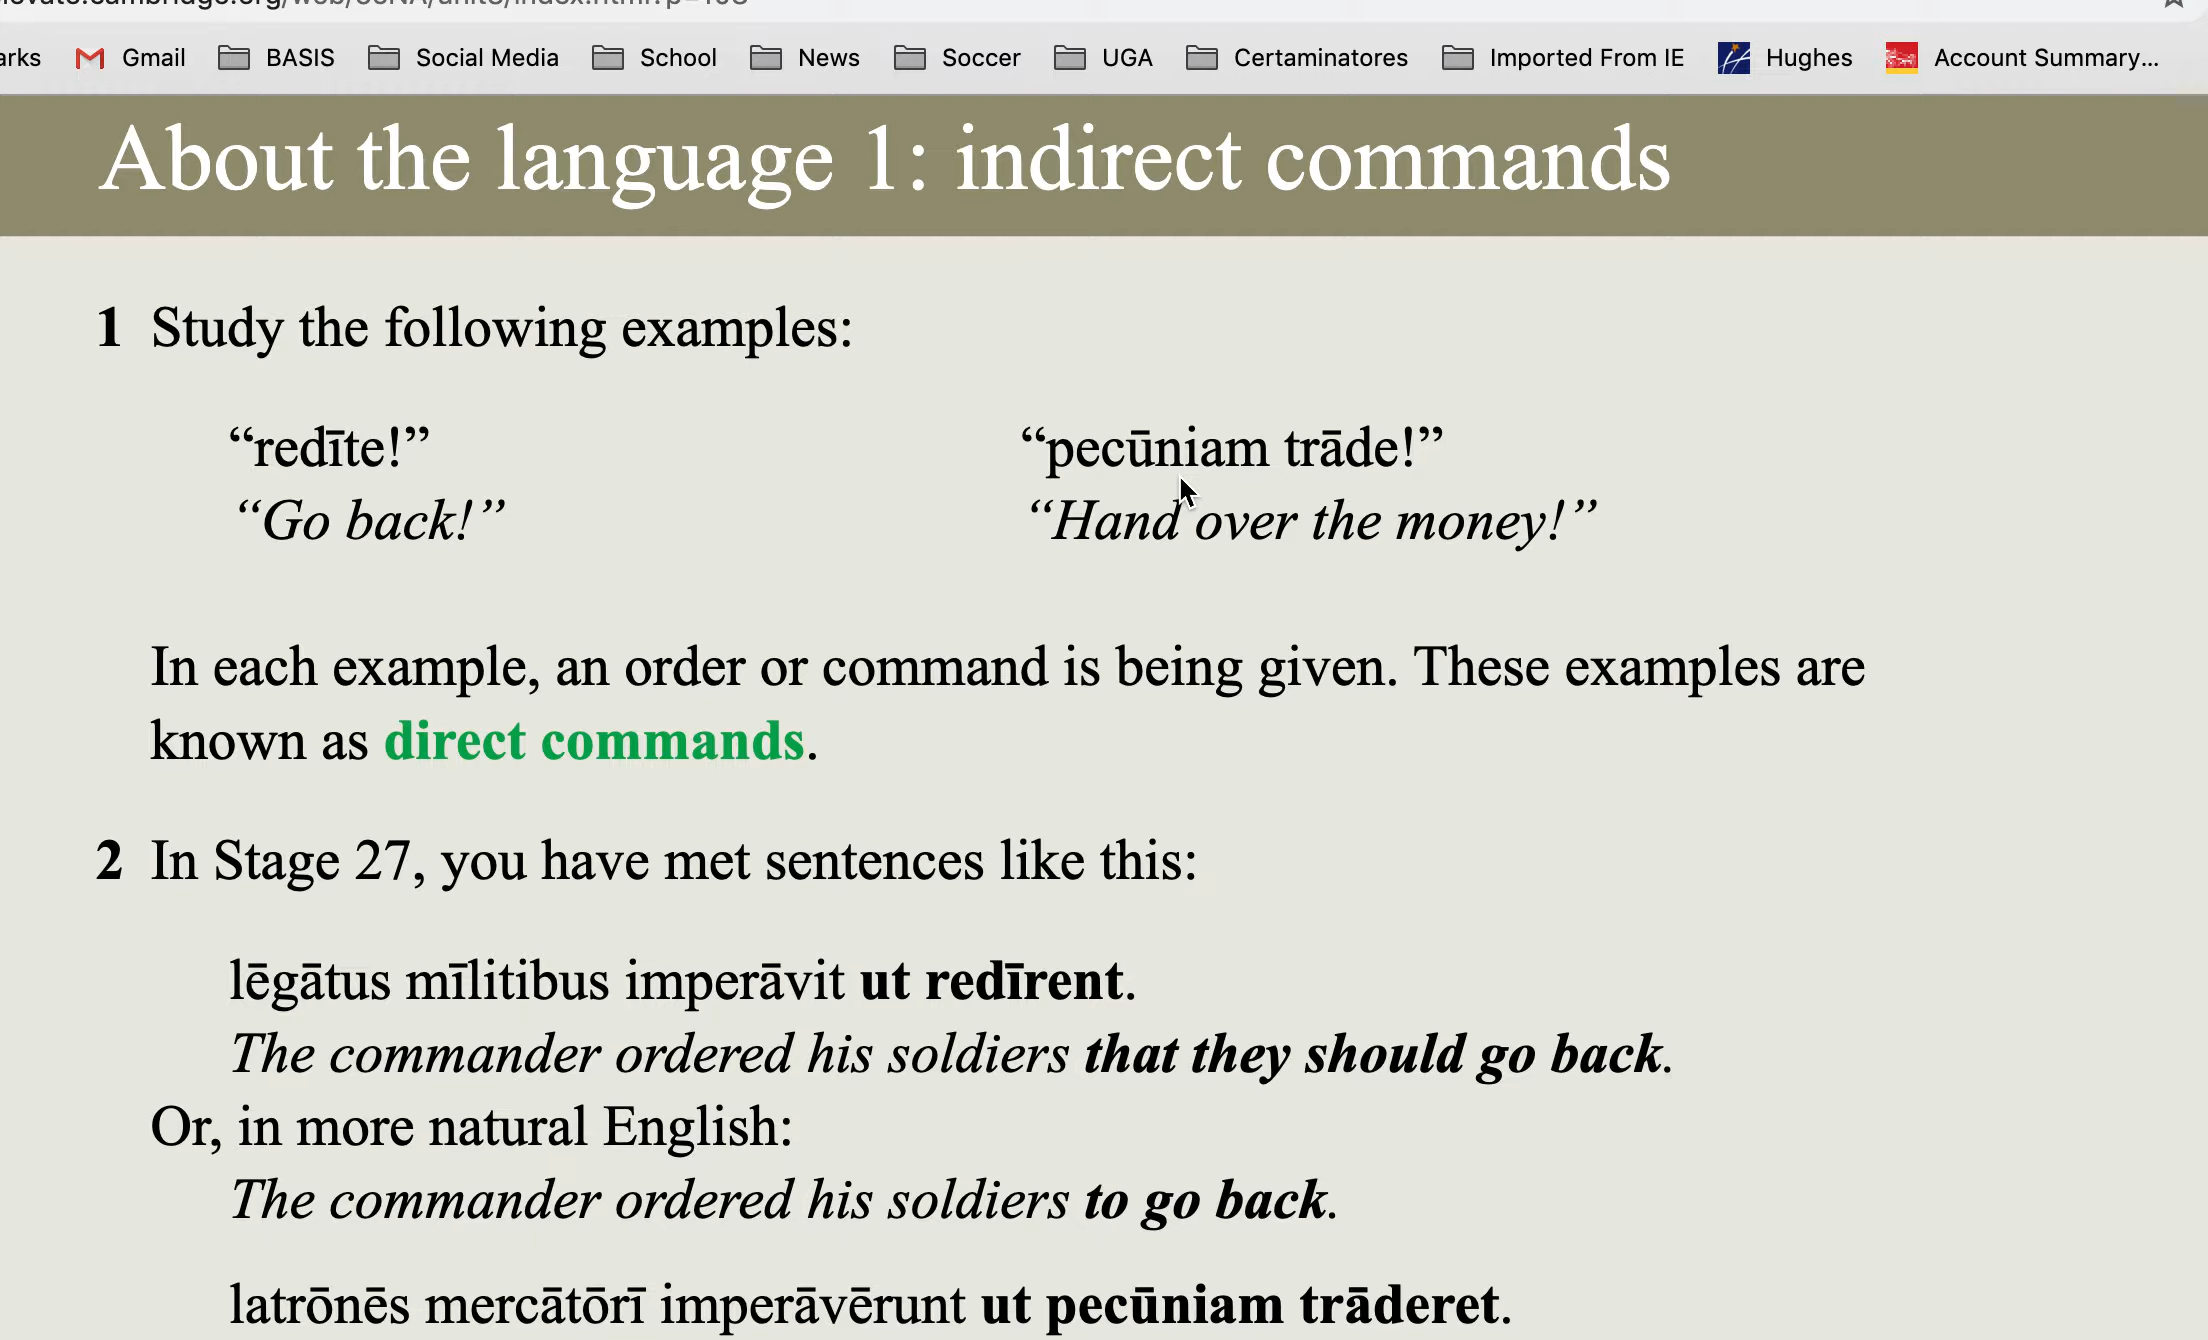 arks Gmail BASIS Social Media School News Soccer UGA Certaminatores Imported From IE Hughes Account Summary...
About the language 1: indirect commands
1 Study the following examples:
“redīte!” “pecūniam trāde!”
“Go back!” “Hand over the money!”
In each example, an order or command is being given. These examples are
known as direct commands.
2 In Stage 27, you have met sentences like this:
lēgātus mīlitibus imperāvit ut redīrent.
The commander ordered his soldiers that they should go back.
Or, in more natural English:
The commander ordered his soldiers to go back.
latrōnēs mercātōrī imperāvērunt ut pecūniam trāderet.